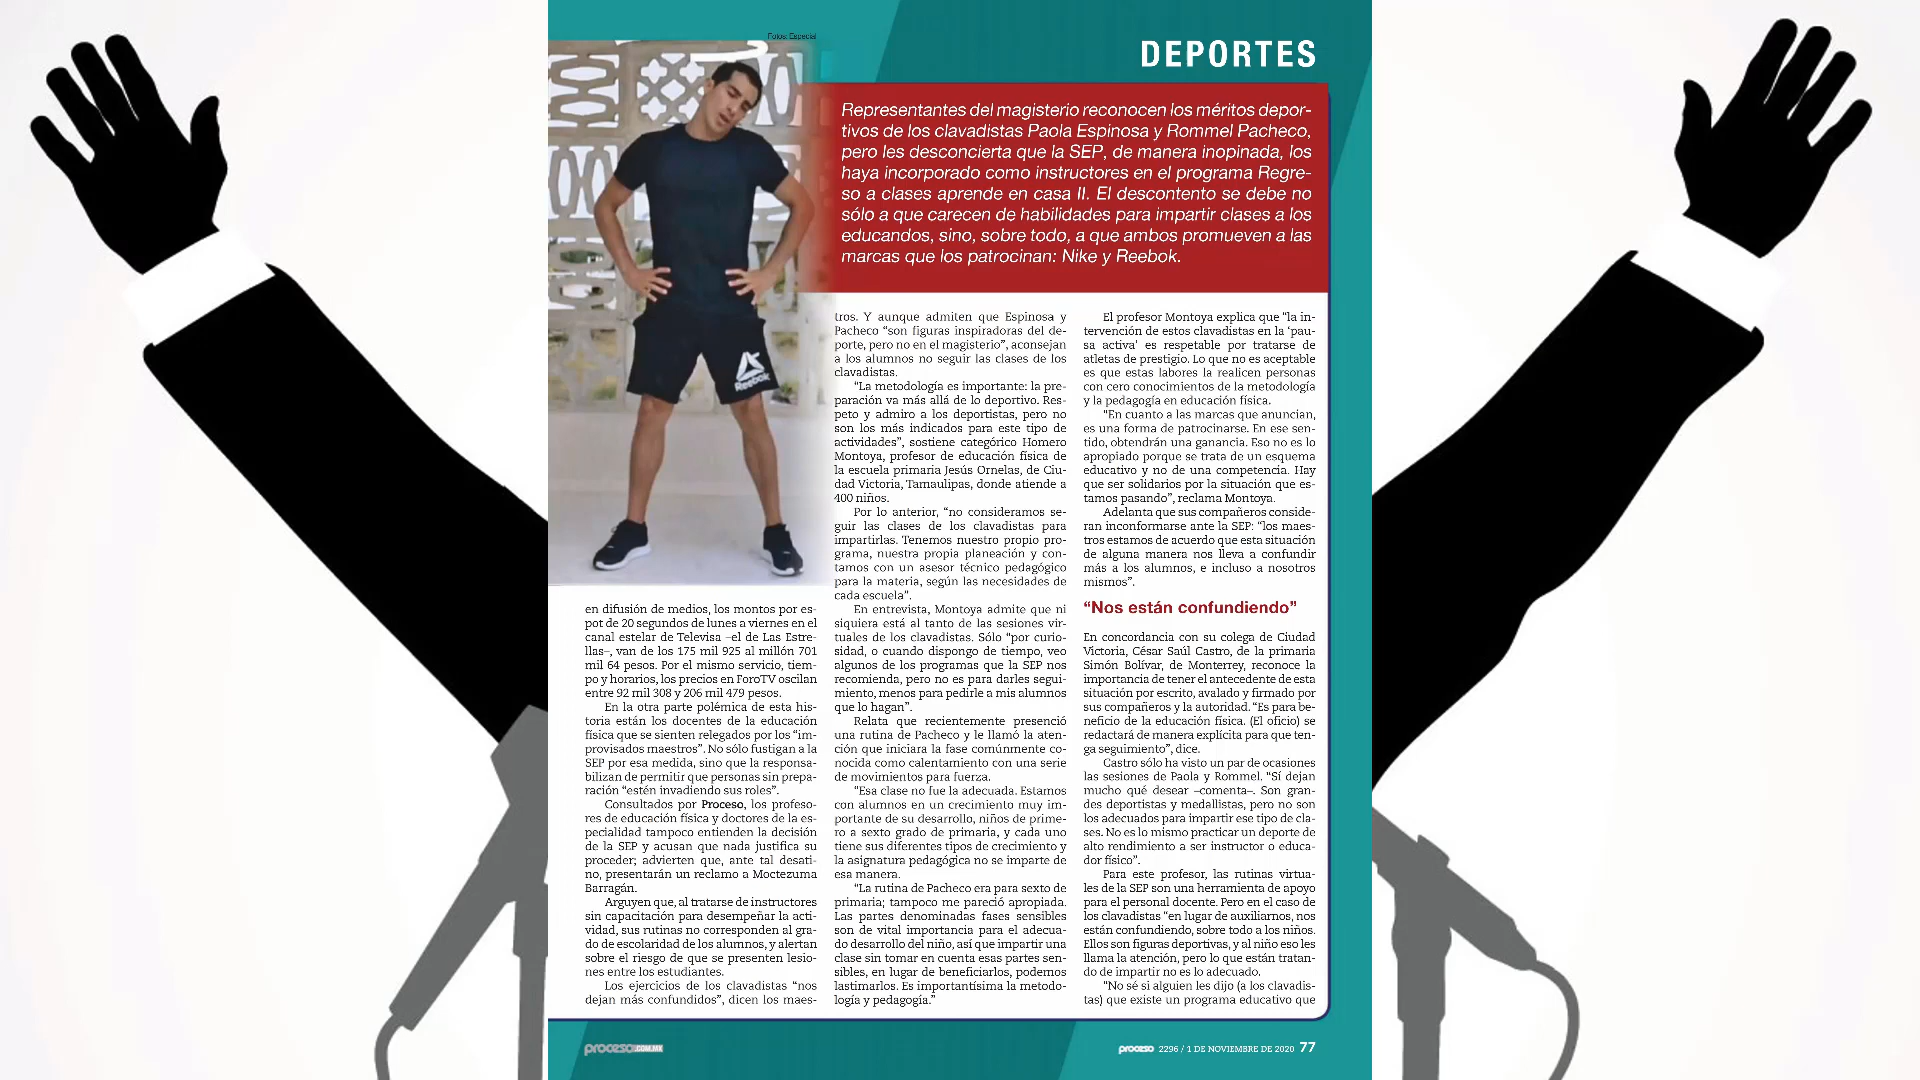 Fotos: Especial
DEPORTES
Representantes del magisterio reconocen los méritos depor-
tivos de los clavadistas Paola Espinosa y Rommel Pacheco,
pero les desconcierta que la SEP, de manera inopinada, los
haya incorporado como instructores en el programa Regre-
so a clases aprende en casa II. El descontento se debe no
sólo a que carecen de habilidades para impartir clases a los
educandos, sino, sobre todo, a que ambos promueven a las
marcas que los patrocinan: Nike y Reebok.
Reebok
en difusión de medios, los montos por es-
pot de 20 segundos de lunes a viernes en el
canal estelar de Televisa –el de Las Estre-
llas–, van de los 175 mil 925 al millón 701
mil 64 pesos. Por el mismo servicio, tiem-
po y horarios, los precios en ForoTV oscilan
entre 92 mil 308 y 206 mil 479 pesos.
En la otra parte polémica de esta his-
toria están los docentes de la educación
física que se sienten relegados por los “im-
provisados maestros”. No sólo fustigan a la
SEP por esa medida, sino que la responsa-
bilizan de permitir que personas sin prepa-
ración “estén invadiendo sus roles”.
Consultados por Proceso, los profeso-
res de educación física y doctores de la es-
pecialidad tampoco entienden la decisión
de la SEP y acusan que nada justifica su
proceder; advierten que, ante tal desati-
no, presentarán un reclamo a Moctezuma
Barragán.
Arguyen que, al tratarse de instructores
sin capacitación para desempeñar la acti-
vidad, sus rutinas no corresponden al gra-
do de escolaridad de los alumnos, y alertan
sobre el riesgo de que se presenten lesio-
nes entre los estudiantes.
Los ejercicios de los clavadistas “nos
dejan más confundidos”, dicen los maes-
tros. Y aunque admiten que Espinosa y
Pacheco “son figuras inspiradoras del de-
porte, pero no en el magisterio”, aconsejan
a los alumnos no seguir las clases de los
clavadistas.
“La metodología es importante: la pre-
paración va más allá de lo deportivo. Res-
peto y admiro a los deportistas, pero no
son los más indicados para este tipo de
actividades”, sostiene categórico Homero
Montoya, profesor de educación física de
la escuela primaria Jesús Ornelas, de Ciu-
dad Victoria, Tamaulipas, donde atiende a
400 niños.
Por lo anterior, “no consideramos se-
guir las clases de los clavadistas para
impartirlas. Tenemos nuestro propio pro-
grama, nuestra propia planeación y con-
tamos con un asesor técnico pedagógico
para la materia, según las necesidades de
cada escuela”.
En entrevista, Montoya admite que ni
siquiera está al tanto de las sesiones vir-
tuales de los clavadistas. Sólo “por curio-
sidad, o cuando dispongo de tiempo, veo
algunos de los programas que la SEP nos
recomienda, pero no es para darles segui-
miento, menos para pedirle a mis alumnos
que lo hagan”.
Relata que recientemente presenció
una rutina de Pacheco y le llamó la aten-
ción que iniciara la fase comúnmente co-
nocida como calentamiento con una serie
de movimientos para fuerza.
“Esa clase no fue la adecuada. Estamos
con alumnos en un crecimiento muy im-
portante de su desarrollo, niños de prime-
ro a sexto grado de primaria, y cada uno
tiene sus diferentes tipos de crecimiento y
la asignatura pedagógica no se imparte de
esa manera.
“La rutina de Pacheco era para sexto de
primaria; tampoco me pareció apropiada.
Las partes denominadas fases sensibles
son de vital importancia para el adecua-
do desarrollo del niño, así que impartir una
clase sin tomar en cuenta esas partes sen-
sibles, en lugar de beneficiarlos, podemos
lastimarlos. Es importantísima la metodo-
logía y pedagogía.”
El profesor Montoya explica que “la in-
tervención de estos clavadistas en la ‘pau-
sa activa’ es respetable por tratarse de
atletas de prestigio. Lo que no es aceptable
es que estas labores la realicen personas
con cero conocimientos de la metodología
y la pedagogía en educación física.
“En cuanto a las marcas que anuncian,
es una forma de patrocinarse. En ese sen-
tido, obtendrán una ganancia. Eso no es lo
apropiado porque se trata de un esquema
educativo y no de una competencia. Hay
que ser solidarios por la situación que es-
tamos pasando”, reclama Montoya.
Adelanta que sus compañeros conside-
ran inconformarse ante la SEP: “los maes-
tros estamos de acuerdo que esta situación
de alguna manera nos lleva a confundir
más a los alumnos, e incluso a nosotros
mismos”.
“Nos están confundiendo”
En concordancia con su colega de Ciudad
Victoria, César Saúl Castro, de la primaria
Simón Bolívar, de Monterrey, reconoce la
importancia de tener el antecedente de esta
situación por escrito, avalado y firmado por
sus compañeros y la autoridad. “Es para be-
neficio de la educación física. (El oficio) se
redactará de manera explícita para que ten-
ga seguimiento”, dice.
Castro sólo ha visto un par de ocasiones
las sesiones de Paola y Rommel. “Sí dejan
mucho qué desear –comenta–. Son gran-
des deportistas y medallistas, pero no son
los adecuados para impartir ese tipo de cla-
ses. No es lo mismo practicar un deporte de
alto rendimiento a ser instructor o educa-
dor físico”.
Para este profesor, las rutinas virtua-
les de la SEP son una herramienta de apoyo
para el personal docente. Pero en el caso de
los clavadistas “en lugar de auxiliarnos, nos
están confundiendo, sobre todo a los niños.
Ellos son figuras deportivas, y al niño eso les
llama la atención, pero lo que están tratan-
do de impartir no es lo adecuado.
“No sé si alguien les dijo (a los clavadis-
tas) que existe un programa educativo que
proceso.COM.MX
proceso 2296 / 1 DE NOVIEMBRE DE 2020 77